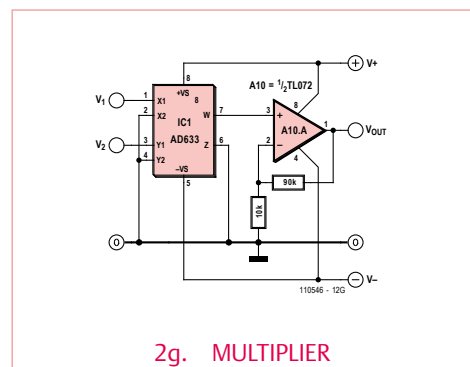 V+
A10 = 1/2TL072
8
+VS
8
V1
1
X1
2
X2
IC1
AD633
W
7
3
+
8
A10.A
1
VOUT
V2
3
Y1
Z
6
2
−
4
4
Y2
−VS
5
90k
10k
0
0
110546 - 12G
V−
2g. MULTIPLIER